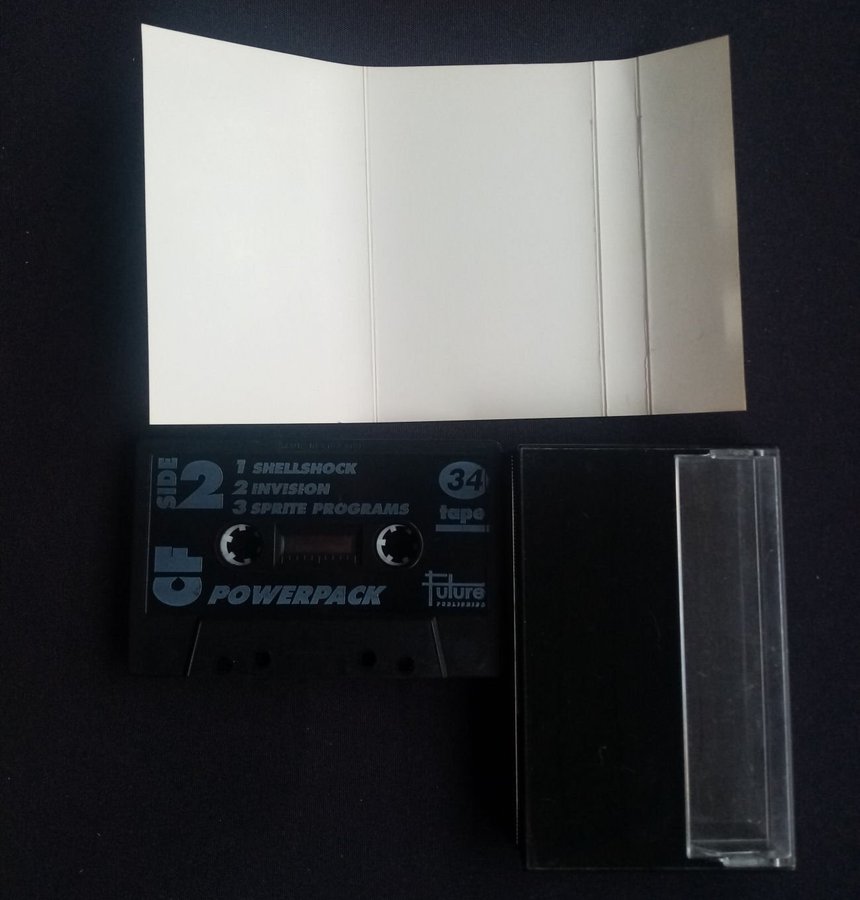 SIDE
2
1 SHELLSHOCK
2 INVISION
3 SPRITE PROGRAMS
34
tape
CF
POWERPACK
Future
PUBLISHING